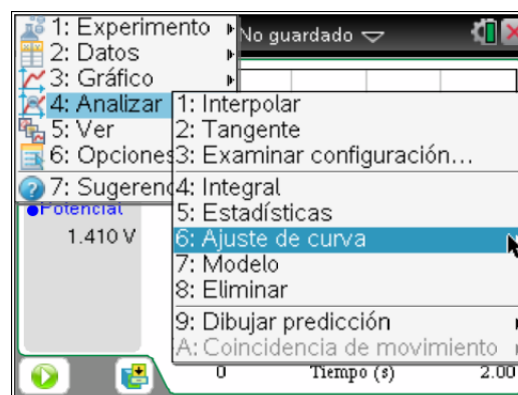 1: Experimento
No guardado
2: Datos
3: Gráfico
4: Analizar
5: Ver
6: Opciones
7: Sugerenc
1: Interpolar
2: Tangente
3: Examinar configuración...
4: Integral
5: Estadísticas
6: Ajuste de curva
7: Modelo
8: Eliminar
9: Dibujar predicción
A: Coincidencia de movimiento
Potencial
1.410 V
0
Tiempo (s)
2.00